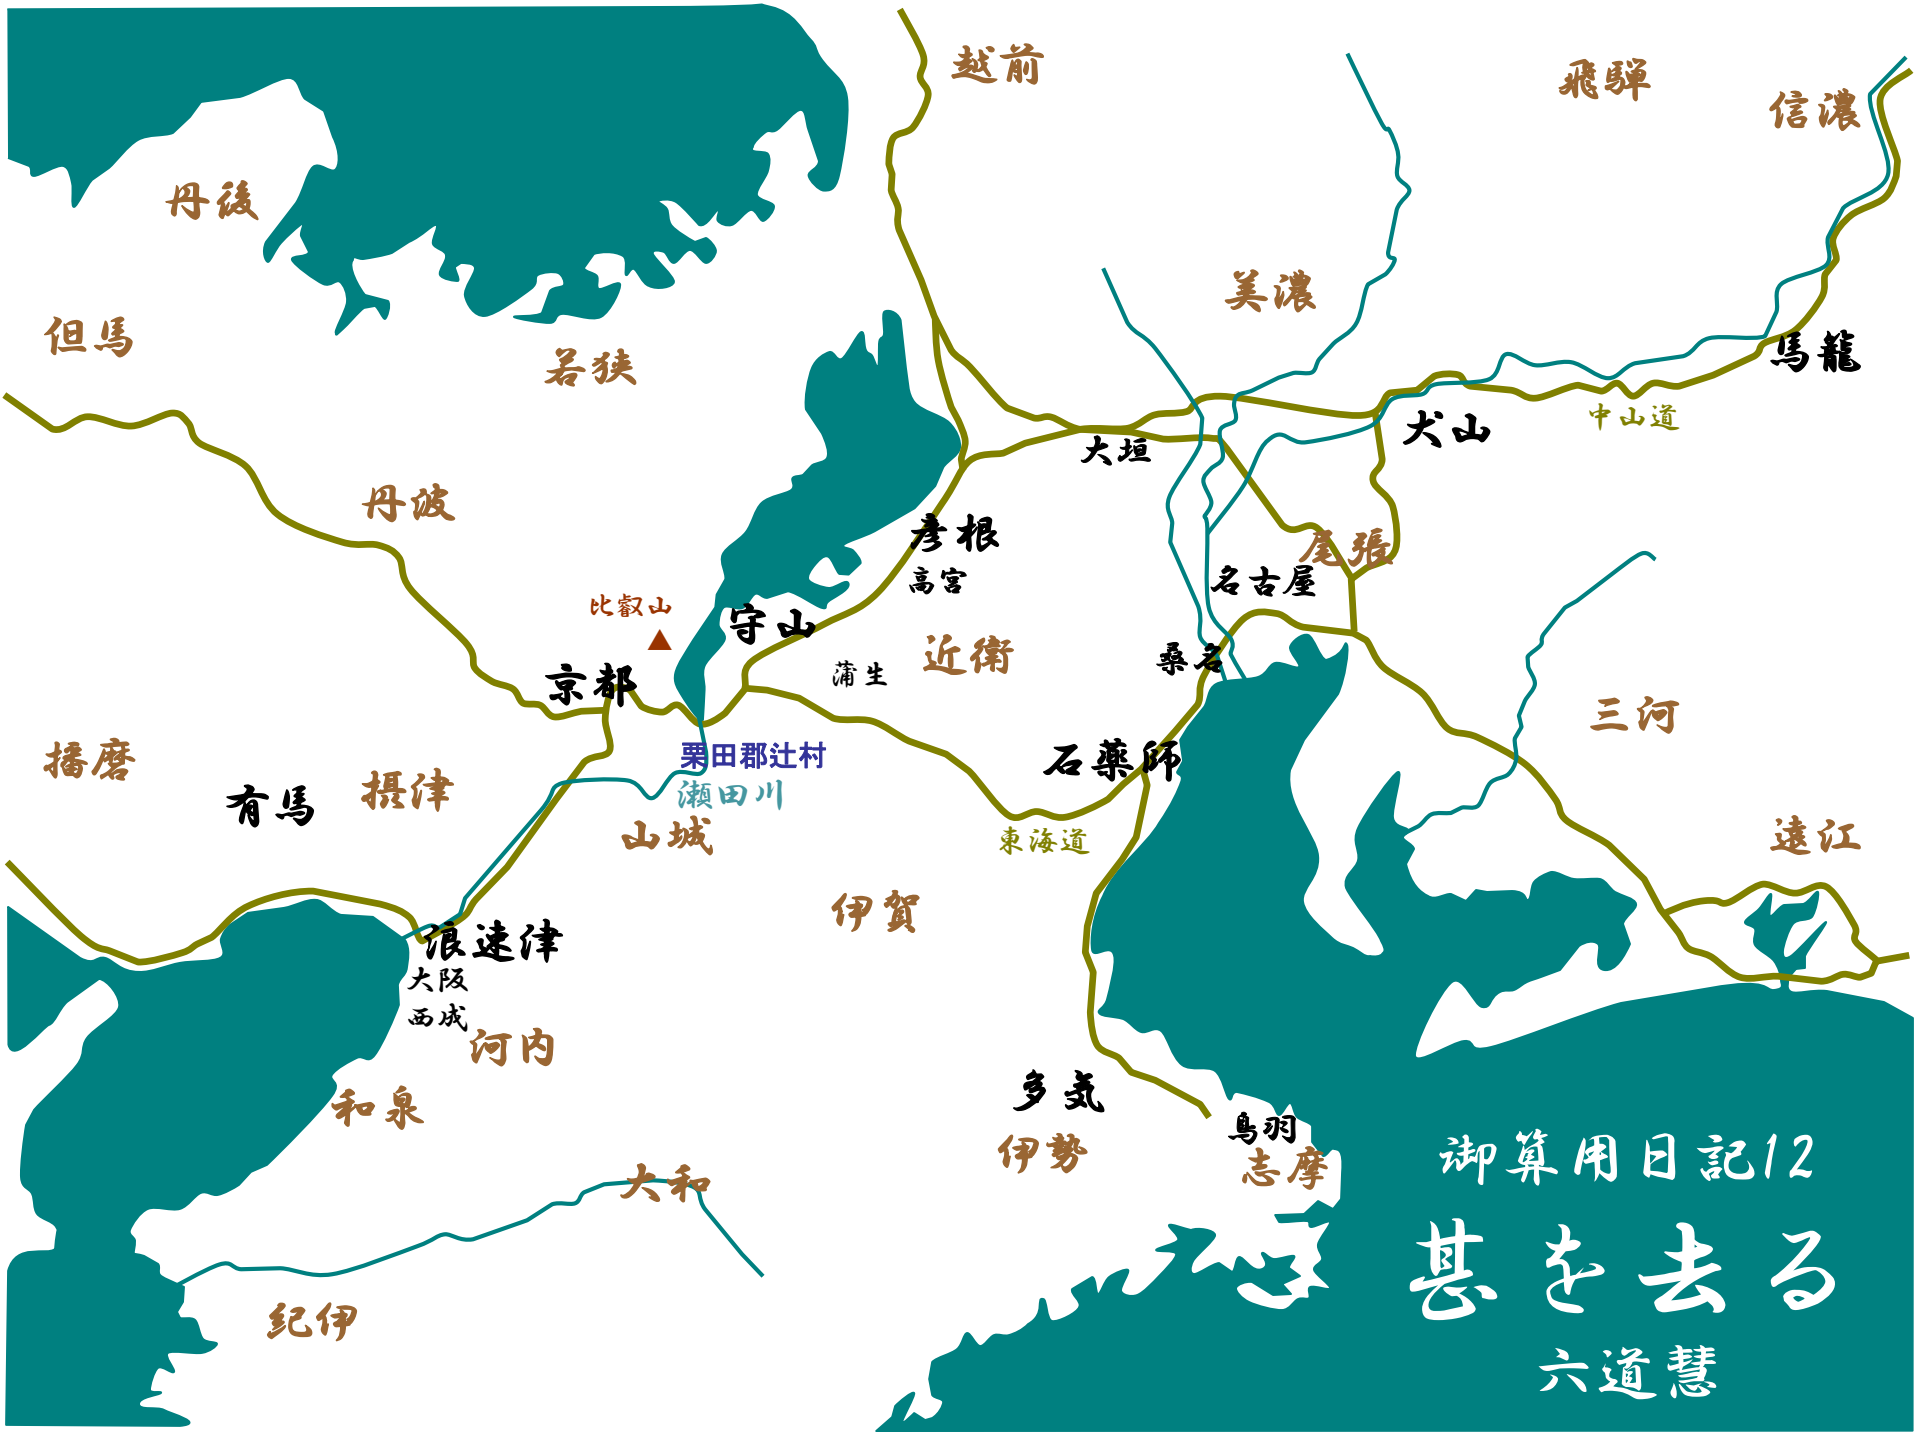 越前
飛騨
信濃
丹後
美濃
但馬
若狭
馬籠
中山道
犬山
大垣
丹波
彦根
高宮
尾張
名古屋
比叡山
守山
近衛
蒲生
桑名
京都
三河
栗田郡辻村
瀬田川
石薬師
播磨
有馬
摂津
山城
東海道
遠江
伊賀
浪速津
大阪
西成
河内
和泉
多気
伊勢
鳥羽
志摩
大和
紀伊
御算用日記12
甚を去る
六道慧